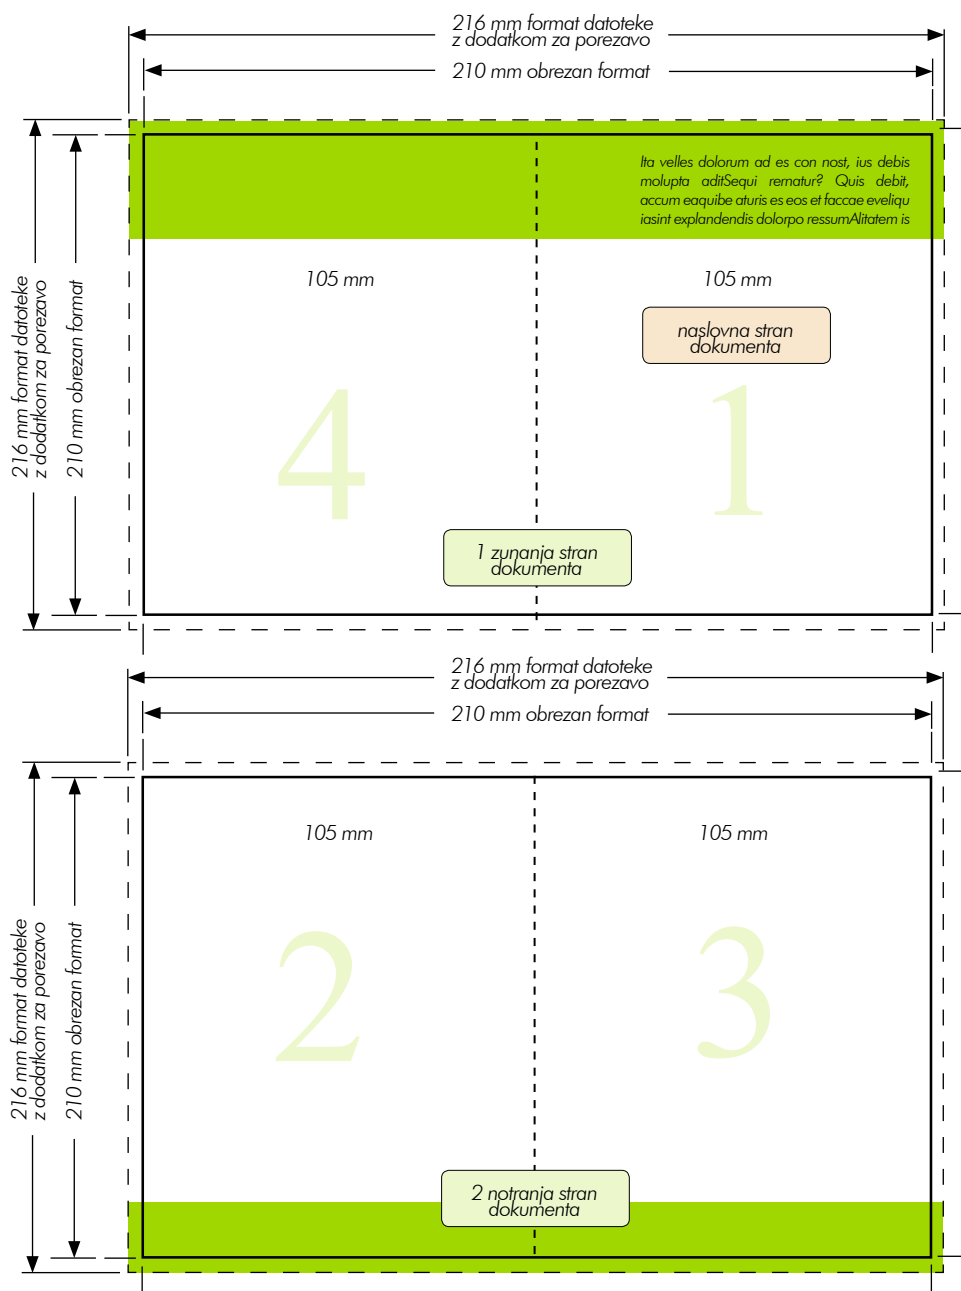 216 mm format datoteke
z dodatkom za porezavo
210 mm obrezan format
Ita velles dolorum ad es con nost, ius debis
molupta aditSequi rernatur? Quis debit,
accum eaquibe aturis es eos et faccae eveliqu
iasint explandendis dolorpo ressumAlitatem is
216 mm format datoteke
z dodatkom za porezavo
210 mm obrezan format
105 mm
105 mm
naslovna stran
dokumenta
4
1
1 zunanja stran
dokumenta
216 mm format datoteke
z dodatkom za porezavo
210 mm obrezan format
216 mm format datoteke
z dodatkom za porezavo
210 mm obrezan format
105 mm
105 mm
2
3
2 notranja stran
dokumenta